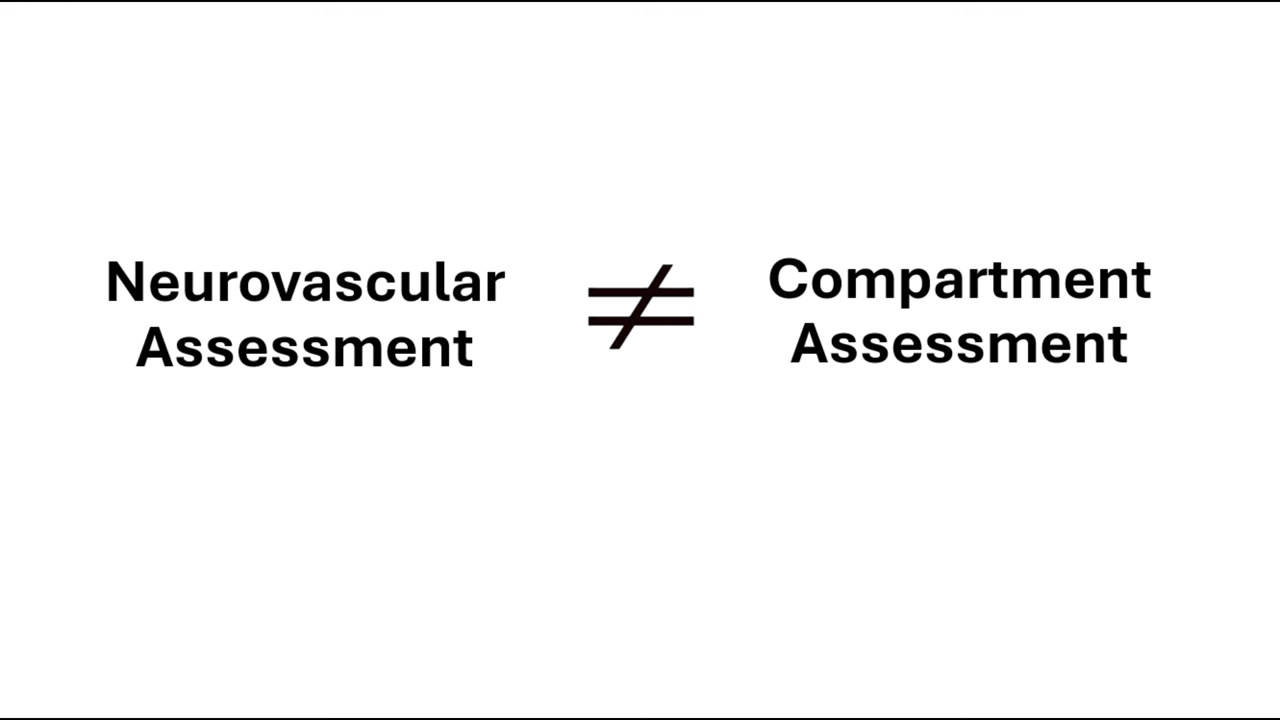 Neurovascular
Assessment
≠
Compartment
Assessment